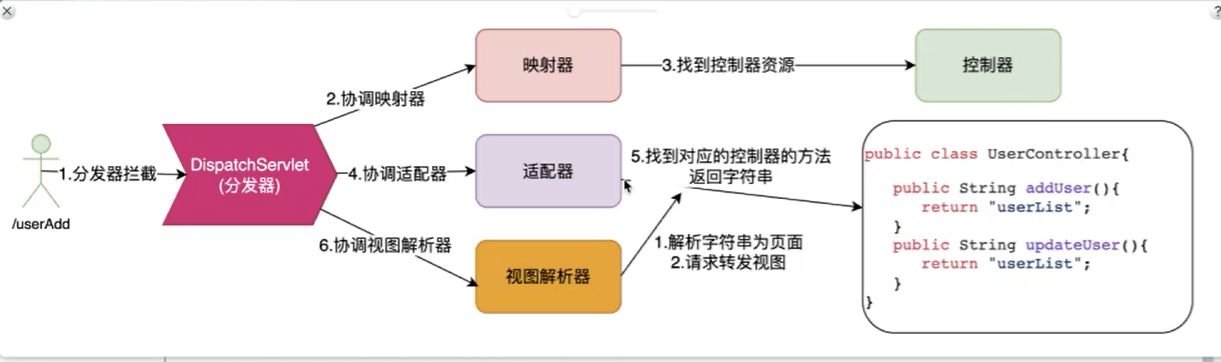 ?
映射器
3.找到控制器资源
控制器
2.协调映射器
1.分发器拦截
DispatchServlet
(分发器)
4.协调适配器
适配器
5.找到对应的控制器的方法
返回字符串
/userAdd
6.协调视图解析器
视图解析器
1.解析字符串为页面
2.请求转发视图
public class UserController{
public String addUser(){
return "userList";
}
public String updateUser(){
return "userList";
}
}